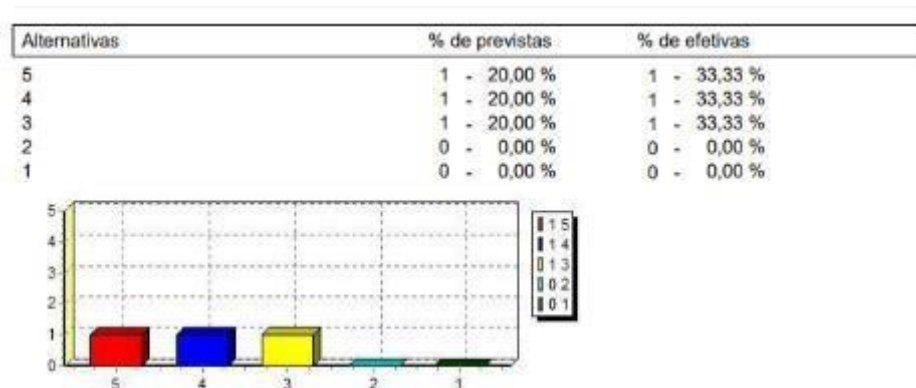 Alternativas % de previstas % de efetivas
5 1 - 20,00 % 1 - 33,33 %
4 1 - 20,00 % 1 - 33,33 %
3 1 - 20,00 % 1 - 33,33 %
2 0 - 0,00 % 0 - 0,00 %
1 0 - 0,00 % 0 - 0,00 %
5
4
3
2
1
0
5 4 3 2 1
1 5
1 4
1 3
0 2
0 1